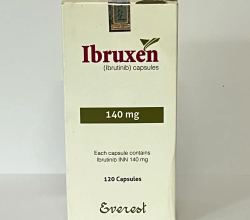 Ibruxen
(Ibrutinib) capsules
140 mg
Each capsule contains
Ibrutinib INN 140 mg
120 Capsules
Everest